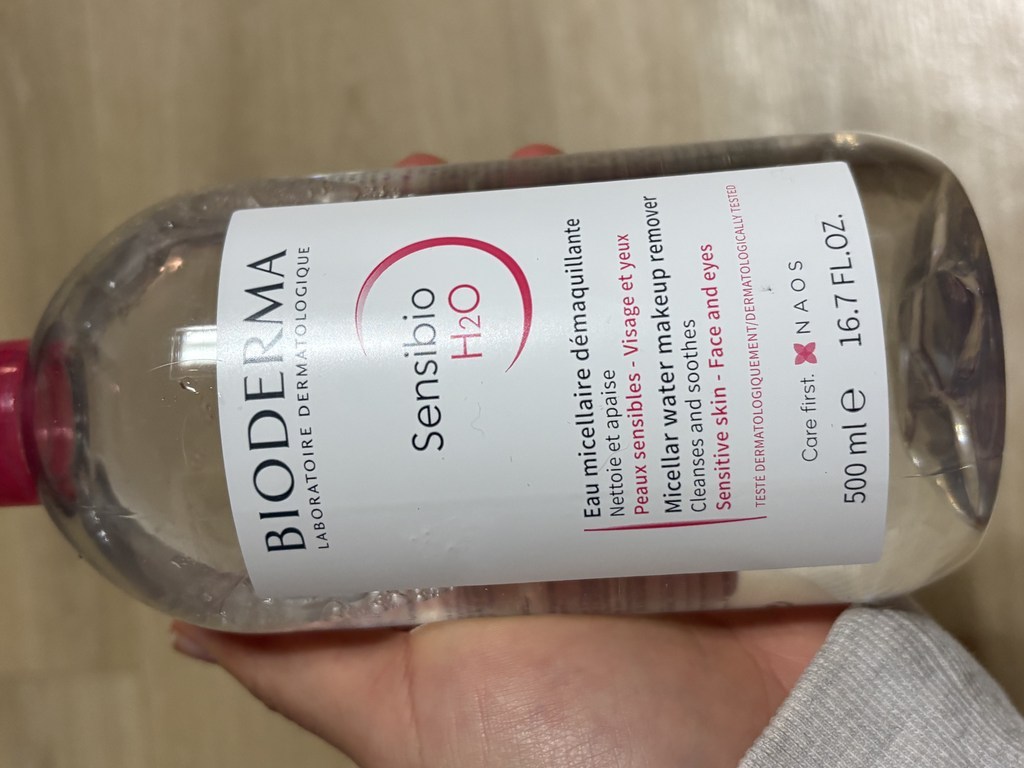 BIODERMA
LABORATOIRE DERMATOLOGIQUE
Sensibio
H2O
Eau micellaire démaquillante
Nettoie et apaise
Peaux sensibles - Visage et yeux
Micellar water makeup remover
Cleanses and soothes
Sensitive skin - Face and eyes
TESTÉ DERMATOLOGIQUEMENT/DERMATOLOGICALLY TESTED
Care first. NAOS
500 ml ℮ 16.7 FL.OZ.